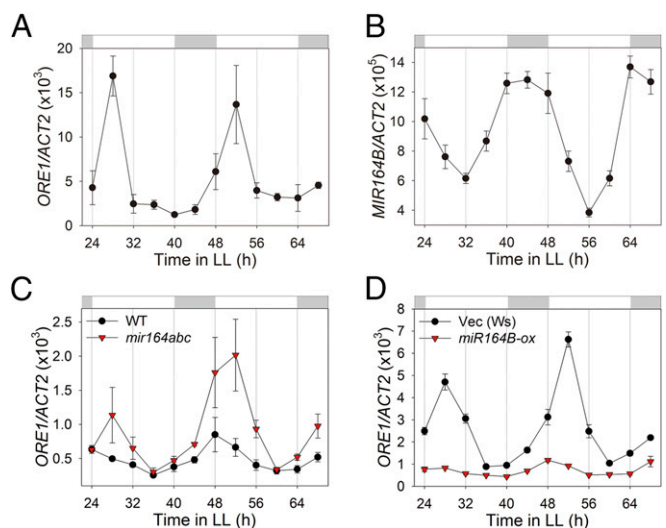 A
ORE1/ACT2 (x10³)
20
15
10
5
0
24 32 40 48 56 64
Time in LL (h)
B
MIR164B/ACT2 (x10⁵)
14
12
10
8
6
4
24 32 40 48 56 64
Time in LL (h)
C
WT
mir164abc
ORE1/ACT2 (x10³)
2.5
2.0
1.5
1.0
0.5
24 32 40 48 56 64
Time in LL (h)
D
Vec (Ws)
miR164B-ox
ORE1/ACT2 (x10³)
8
7
6
5
4
3
2
1
0
24 32 40 48 56 64
Time in LL (h)